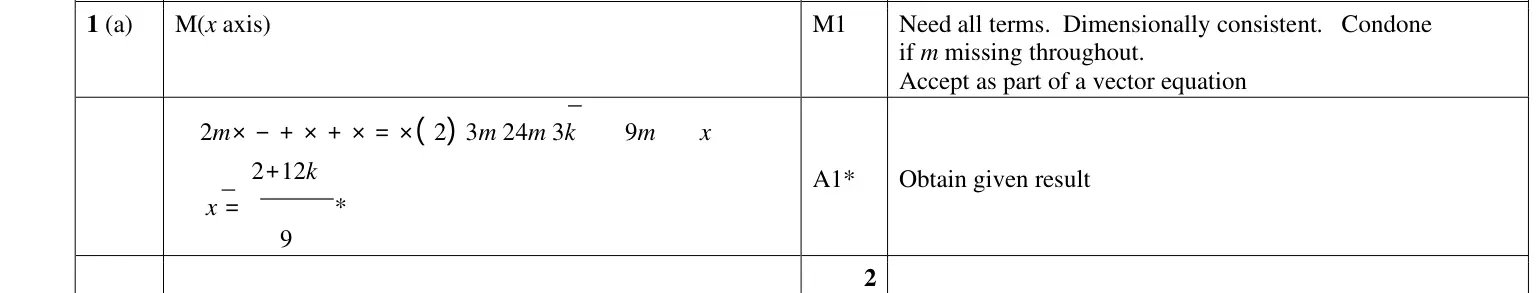 1 (a) M(x axis) M1 Need all terms. Dimensionally consistent. Condone
if m missing throughout.
Accept as part of a vector equation
2m× − + × + × = ×( 2) 3m 24m 3k̅ 9m x
2+12k
x̅ = ―――*
A1* Obtain given result
9
2